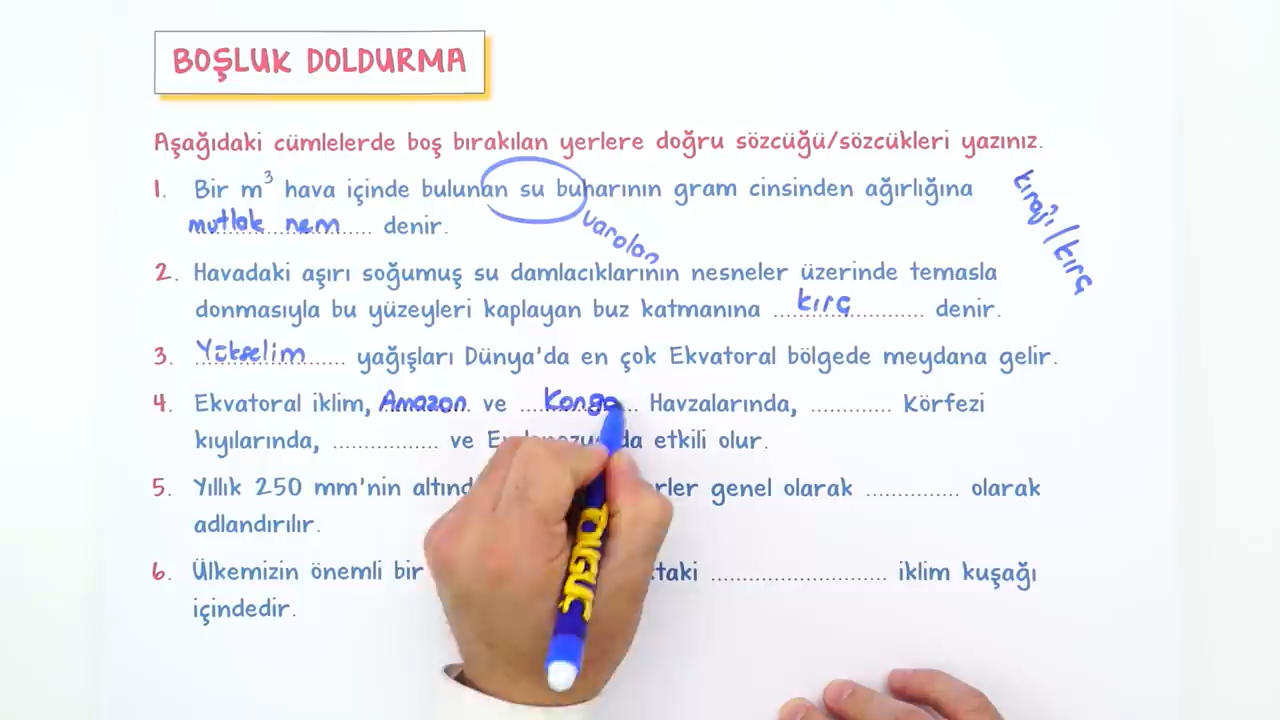 BOŞLUK DOLDURMA
Aşağıdaki cümlelerde boş bırakılan yerlere doğru sözcüğü/sözcükleri yazınız.
1. Bir m³ hava içinde bulunan su buharının gram cinsinden ağırlığına
mutlak nem denir.
varolan
kırağı/kırç
2. Havadaki aşırı soğumuş su damlacıklarının nesneler üzerinde temasla
donmasıyla bu yüzeyleri kaplayan buz katmanına kırç denir.
3. Yükselim yağışları Dünya'da en çok Ekvatoral bölgede meydana gelir.
4. Ekvatoral iklim, Amazon ve Kongo Havzalarında, ............ Körfezi
kıyılarında, ................ ve da etkili olur.
5. Yıllık 250 mm'nin altınd erler genel olarak .............. olarak
adlandırılır.
6. Ülkemizin önemli bir taki .......................... iklim kuşağı
içindedir.